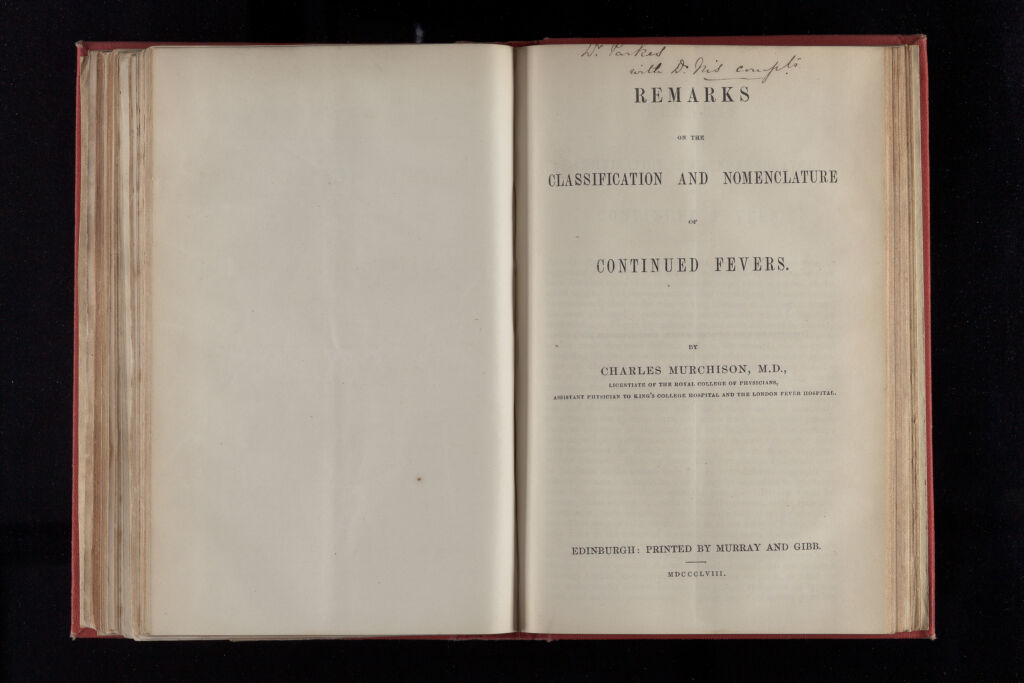 Dr. Parkes
with Dr. M's compts
REMARKS
ON THE
CLASSIFICATION AND NOMENCLATURE
OF
CONTINUED FEVERS.
BY
CHARLES MURCHISON, M.D.,
LICENTIATE OF THE ROYAL COLLEGE OF PHYSICIANS,
ASSISTANT PHYSICIAN TO KING'S COLLEGE HOSPITAL AND THE LONDON FEVER HOSPITAL.
EDINBURGH: PRINTED BY MURRAY AND GIBB.
MDCCCLVIII.